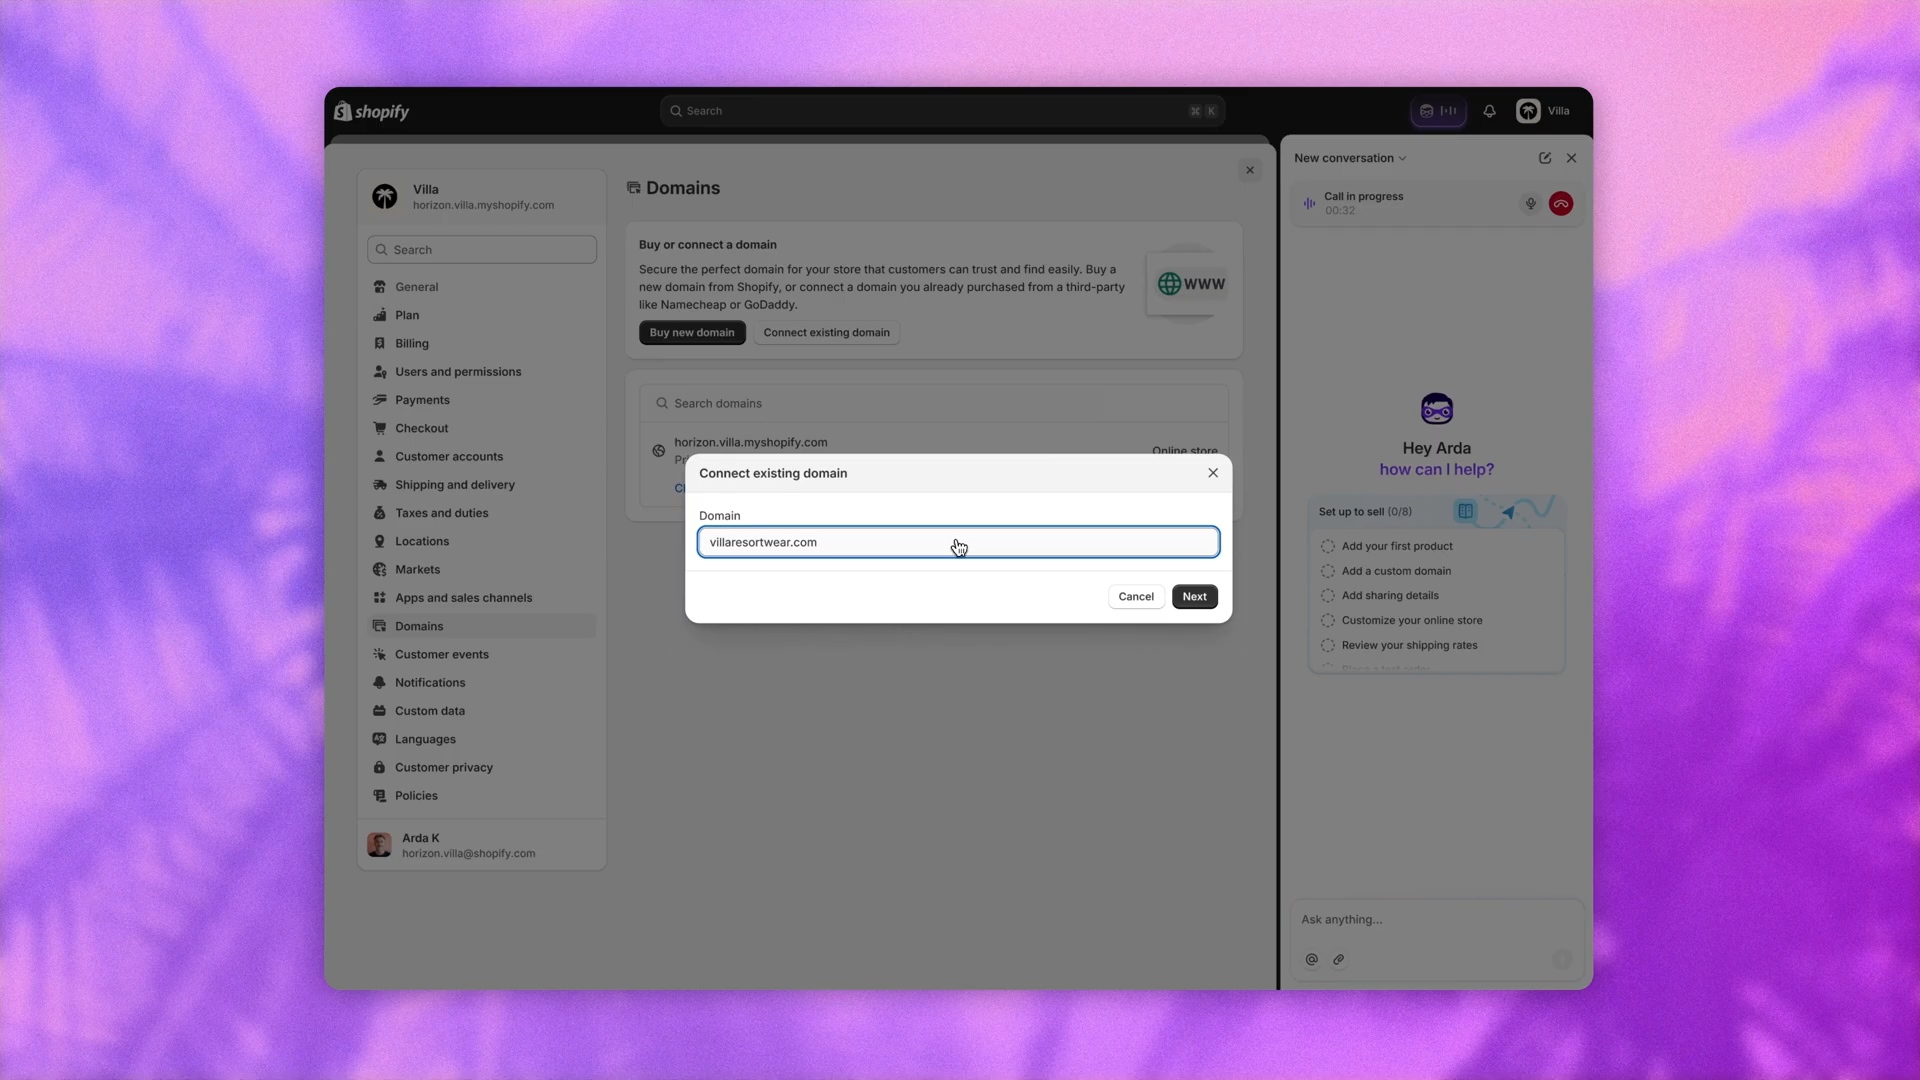 shopify
Search
⌘ K
Villa
Villa
horizon.villa.myshopify.com
Search
General
Plan
Billing
Users and permissions
Payments
Checkout
Customer accounts
Shipping and delivery
Taxes and duties
Locations
Markets
Apps and sales channels
Domains
Customer events
Notifications
Custom data
Languages
Customer privacy
Policies
Arda K
horizon.villa@shopify.com
Domains
Buy or connect a domain
Secure the perfect domain for your store that customers can trust and find easily. Buy a
new domain from Shopify, or connect a domain you already purchased from a third-party
like Namecheap or GoDaddy.
Buy new domain
Connect existing domain
WWW
Search domains
horizon.villa.myshopify.com
Online store
Connect existing domain
Domain
villaresortwear.com
Cancel
Next
New conversation
Call in progress
00:32
Hey Arda
how can I help?
Set up to sell (0/8)
Add your first product
Add a custom domain
Add sharing details
Customize your online store
Review your shipping rates
Place a test order
Ask anything...